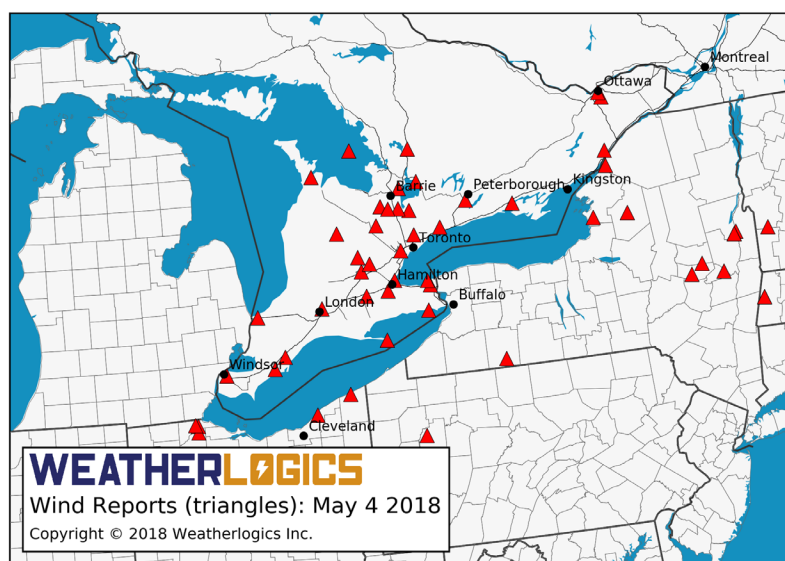 Montreal
Ottawa
Barrie
Peterborough
Kingston
Toronto
Hamilton
London
Buffalo
Windsor
Cleveland
WEATHERLOGICS
Wind Reports (triangles): May 4 2018
Copyright © 2018 Weatherlogics Inc.